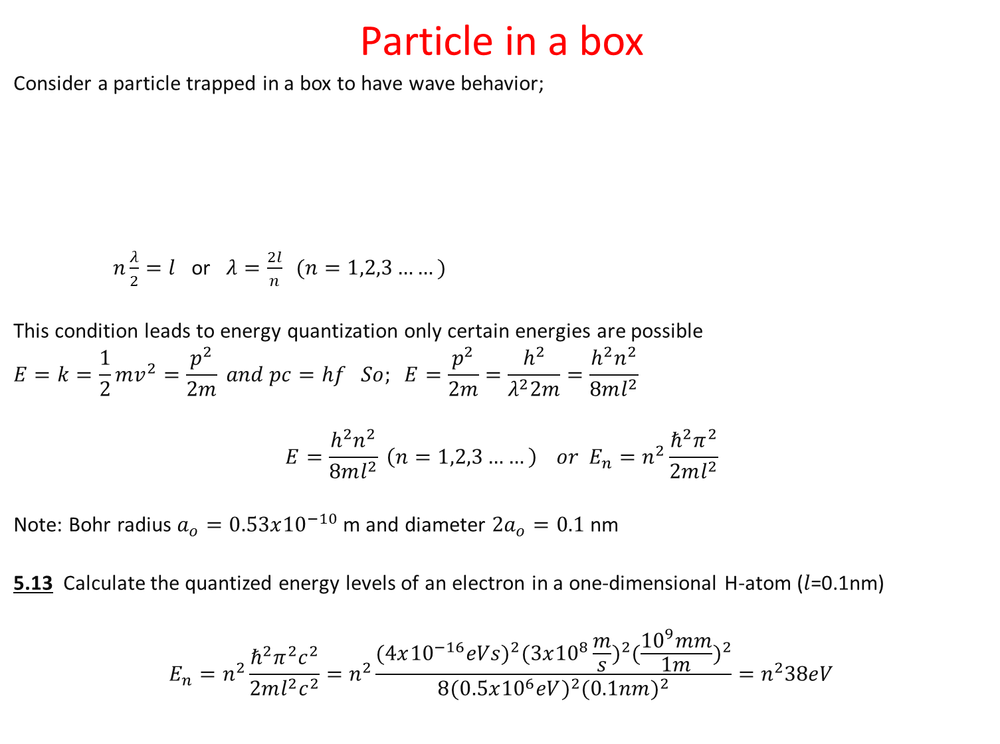 Particle in a box
Consider a particle trapped in a box to have wave behavior;
$n\frac{\lambda}{2} = l$ or $\lambda = \frac{2l}{n}$ $(n = 1,2,3 \ldots \ldots)$
This condition leads to energy quantization only certain energies are possible
$E = k = \frac{1}{2}mv^2 = \frac{p^2}{2m}$ $and\ pc = hf$ $So;$ $E = \frac{p^2}{2m} = \frac{h^2}{\lambda^2 2m} = \frac{h^2n^2}{8ml^2}$
$E = \frac{h^2n^2}{8ml^2}$ $(n = 1,2,3 \ldots \ldots)$ $or$ $E_n = n^2\frac{\hbar^2\pi^2}{2ml^2}$
Note: Bohr radius $a_o = 0.53x10^{-10}$ m and diameter $2a_o = 0.1$ nm
5.13 Calculate the quantized energy levels of an electron in a one-dimensional H-atom ($l$=0.1nm)
$E_n = n^2\frac{\hbar^2\pi^2c^2}{2ml^2c^2} = n^2\frac{(4x10^{-16}eVs)^2(3x10^8\frac{m}{s})^2(\frac{10^9mm}{1m})^2}{8(0.5x10^6eV)^2(0.1nm)^2} = n^238eV$